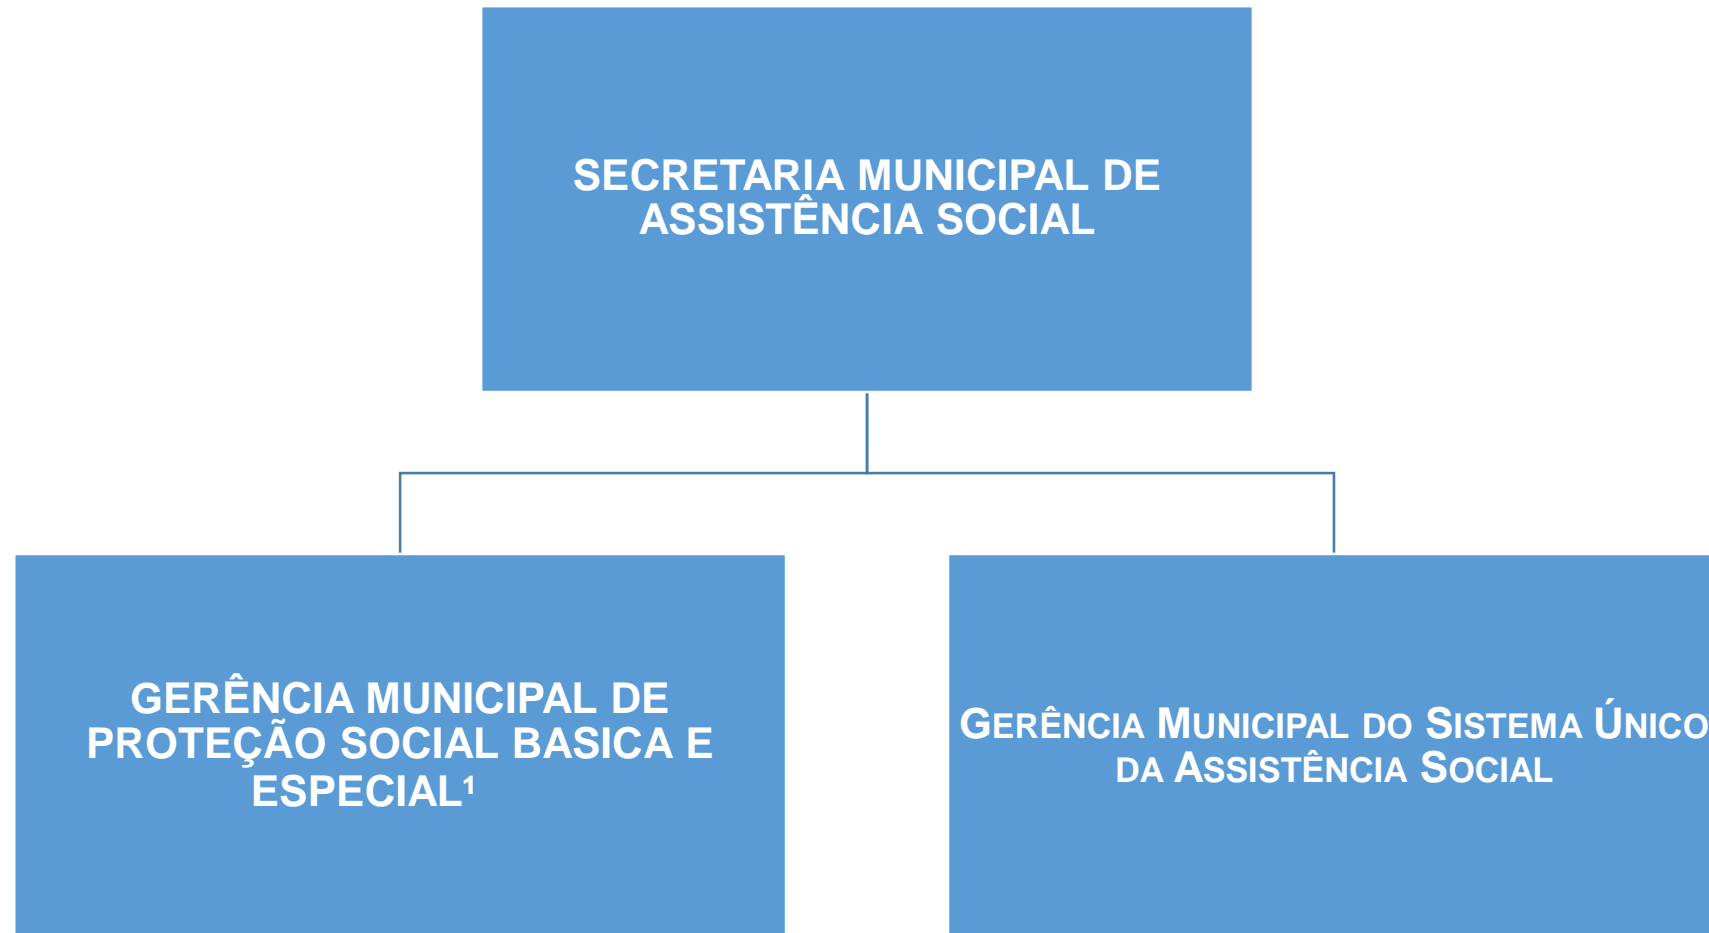 SECRETARIA MUNICIPAL DE
ASSISTÊNCIA SOCIAL
GERÊNCIA MUNICIPAL DE
PROTEÇÃO SOCIAL BASICA E
ESPECIAL¹
GERÊNCIA MUNICIPAL DO SISTEMA ÚNICO
DA ASSISTÊNCIA SOCIAL